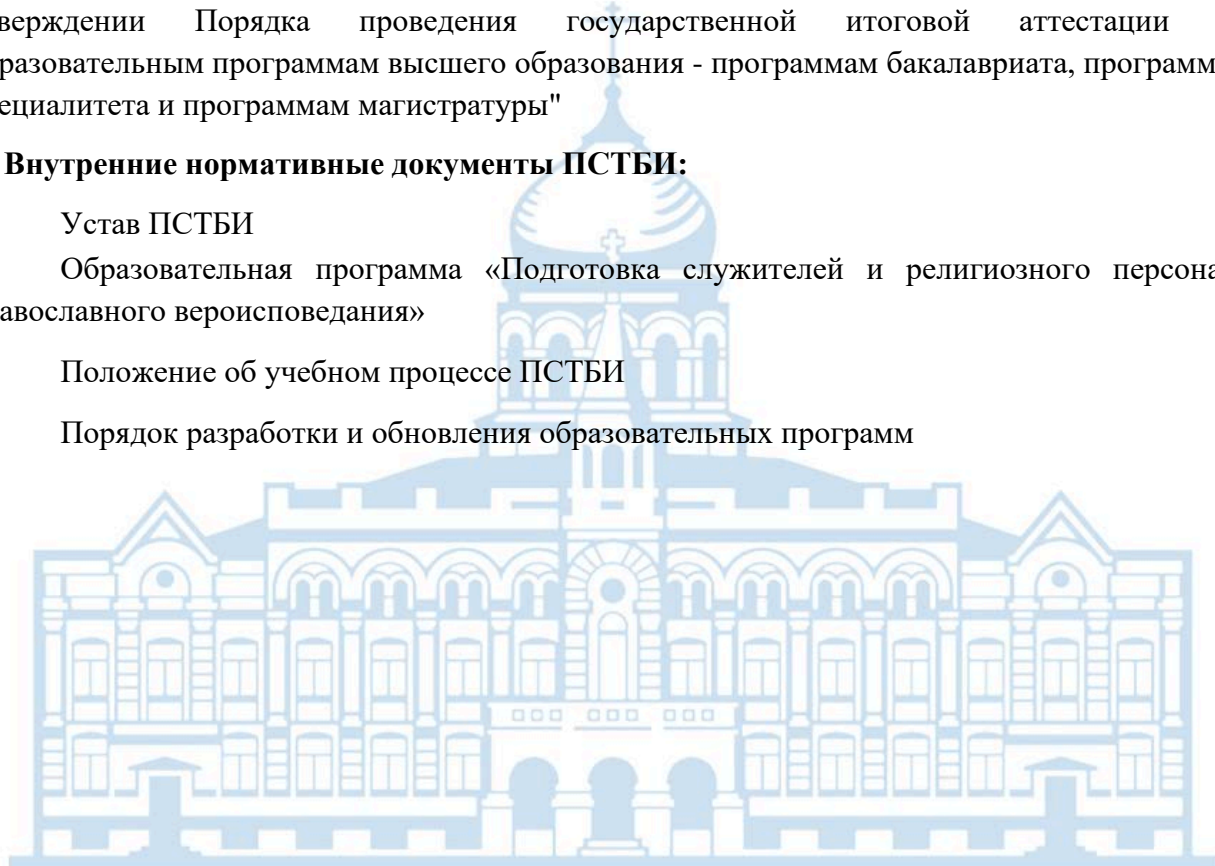 верждении Порядка проведения государственной итоговой аттестации
разовательным программам высшего образования - программам бакалавриата, программ
ециалитета и программам магистратуры"
Внутренние нормативные документы ПСТБИ:
Устав ПСТБИ
Образовательная программа «Подготовка служителей и религиозного персона
авославного вероисповедания»
Положение об учебном процессе ПСТБИ
Порядок разработки и обновления образовательных программ